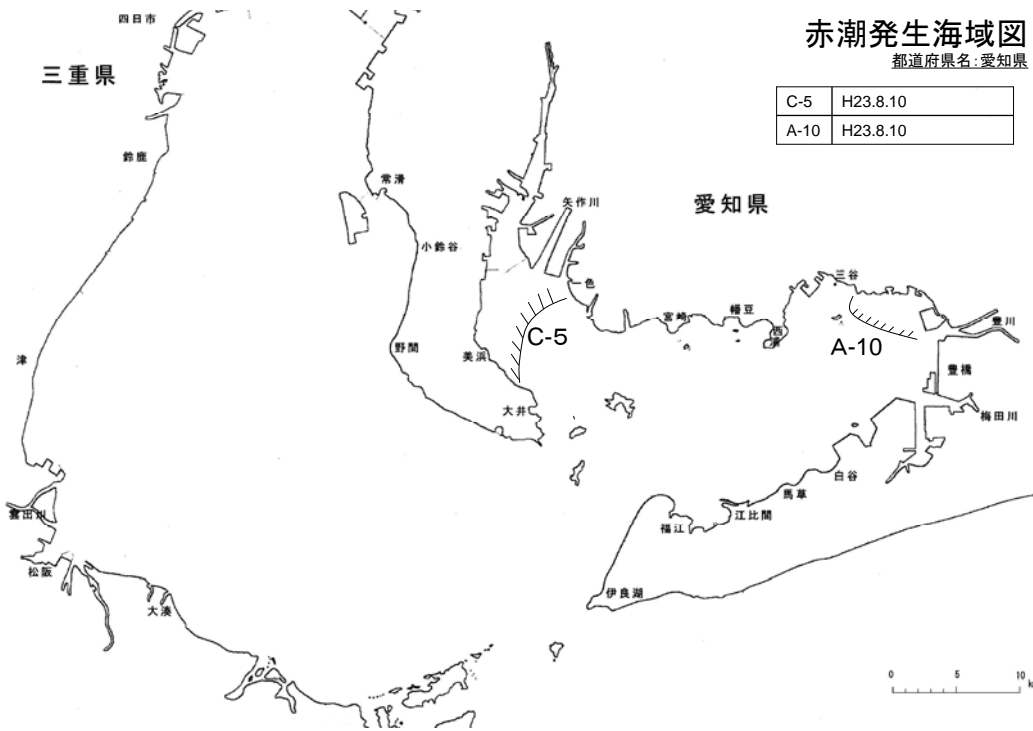 赤潮発生海域図
都道府県名:愛知県
C-5 H23.8.10
A-10 H23.8.10
四日市
三重県
鈴鹿
常滑
矢作川
愛知県
小鈴谷
三谷
一色
宮崎
幡豆
西浦
豊川
C-5
A-10
津
野間
美浜
豊橋
大井
梅田川
白谷
馬草
江比間
福江
雲出川
松阪
伊良湖
大湊
0 5 10
km